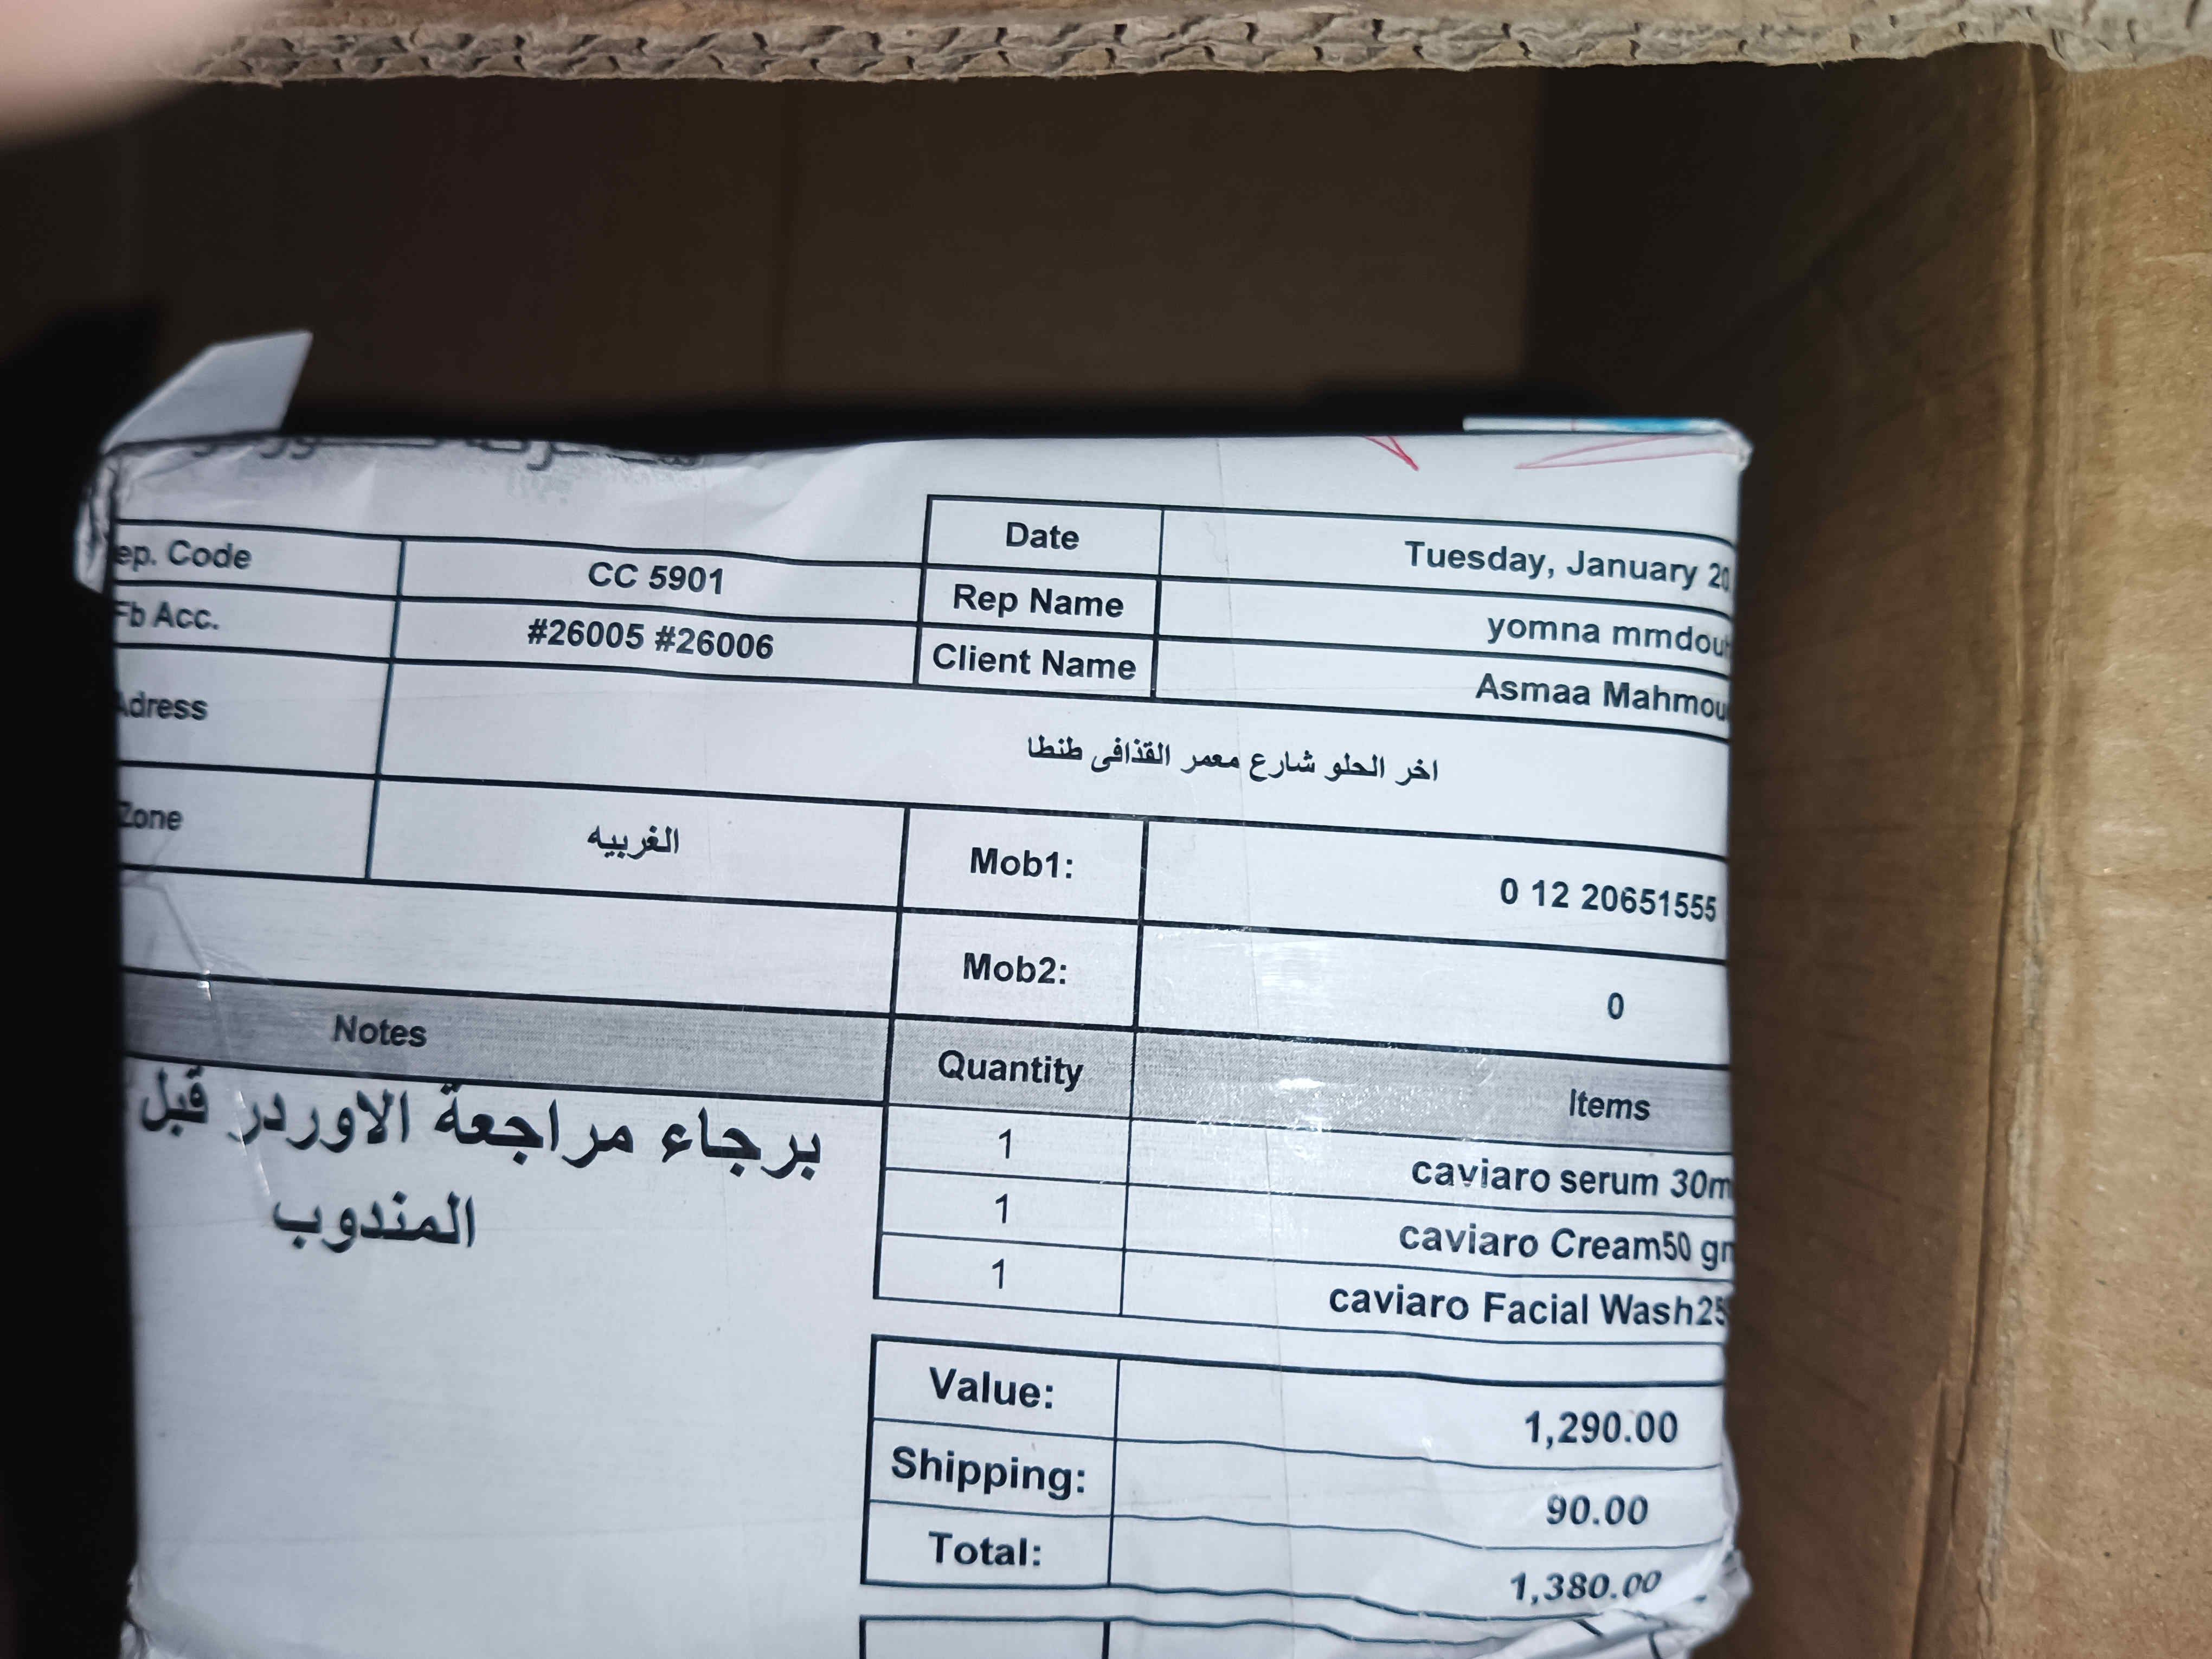 Date Tuesday, January 20
ep. Code CC 5901 Rep Name yomna mmdou
Fb Acc. #26005 #26006 Client Name Asmaa Mahmou
Adress اخر الحلو شارع معمر القذافى طنطا
Zone الغربيه Mob1: 0 12 20651555
Mob2: 0
Notes Quantity Items
برجاء مراجعة الاوردر قبل
المندوب
1 caviaro serum 30m
1 caviaro Cream50 gr
1 caviaro Facial Wash25
Value: 1,290.00
Shipping: 90.00
Total: 1,380.00